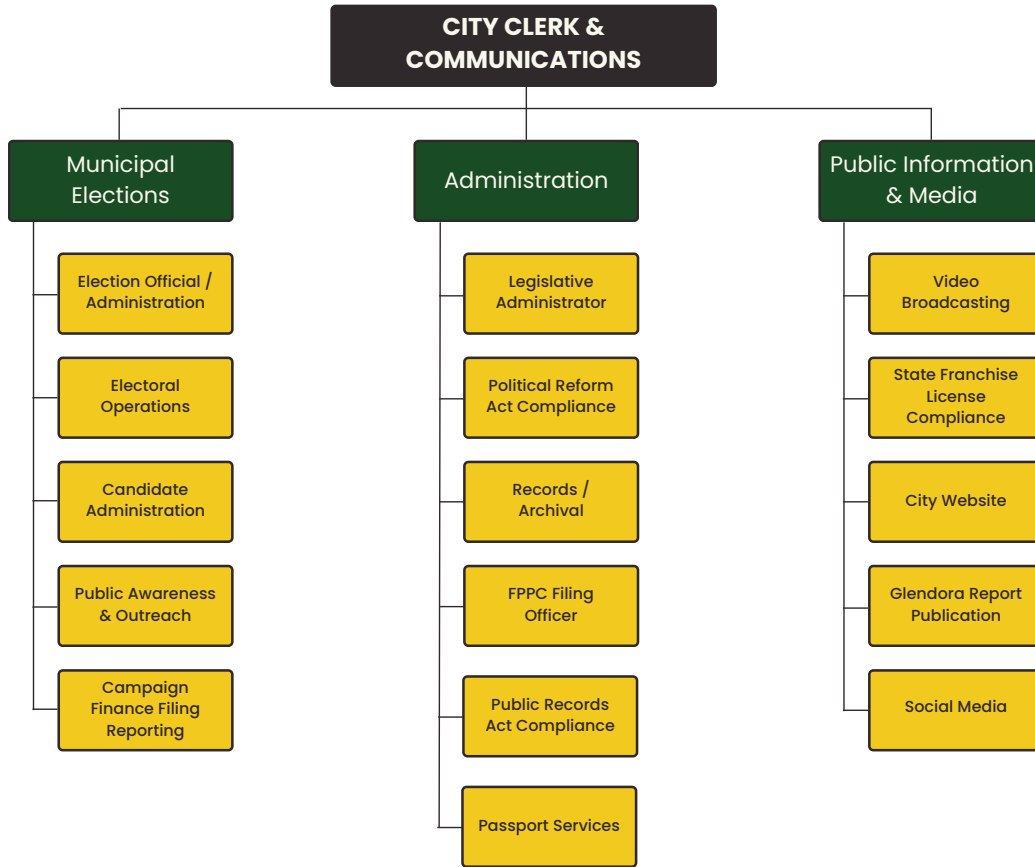 CITY CLERK &
COMMUNICATIONS
Municipal
Elections
Election Official /
Administration
Electoral
Operations
Candidate
Administration
Public Awareness
& Outreach
Campaign
Finance Filing
Reporting
Administration
Legislative
Administrator
Political Reform
Act Compliance
Records /
Archival
FPPC Filing
Officer
Public Records
Act Compliance
Passport Services
Public Information
& Media
Video
Broadcasting
State Franchise
License
Compliance
City Website
Glendora Report
Publication
Social Media